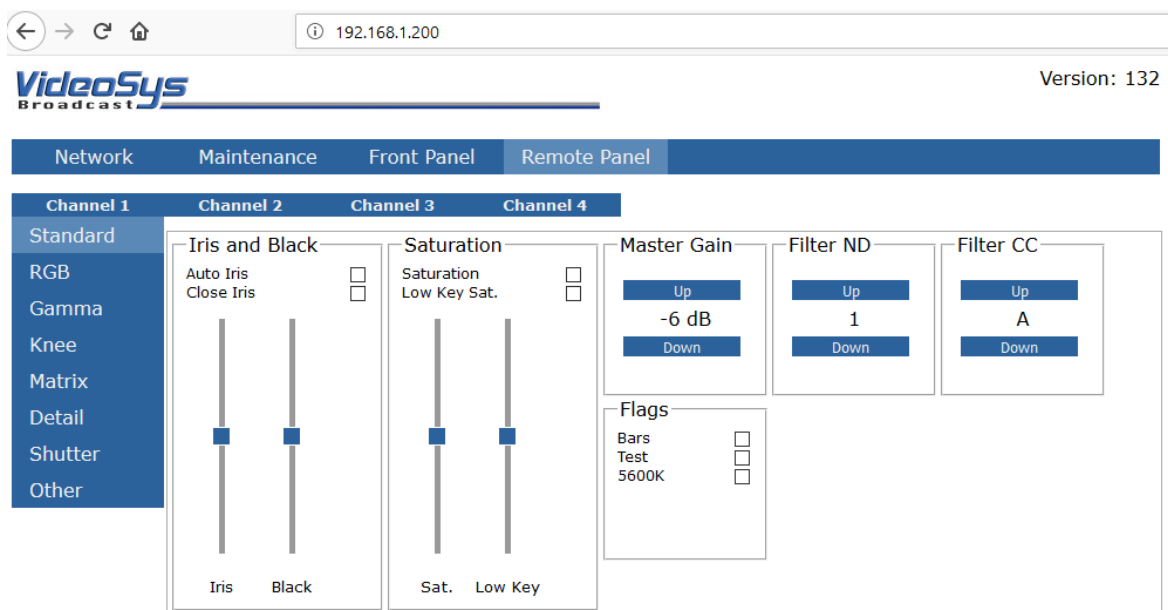 192.168.1.200
VideoSys
Broadcast
Version: 132
Network Maintenance Front Panel Remote Panel
Channel 1 Channel 2 Channel 3 Channel 4
Standard
RGB
Gamma
Knee
Matrix
Detail
Shutter
Other
Iris and Black
Auto Iris
Close Iris
Iris Black
Saturation
Saturation
Low Key Sat.
Sat. Low Key
Master Gain
Up
-6 dB
Down
Filter ND
Up
1
Down
Filter CC
Up
A
Down
Flags
Bars
Test
5600K